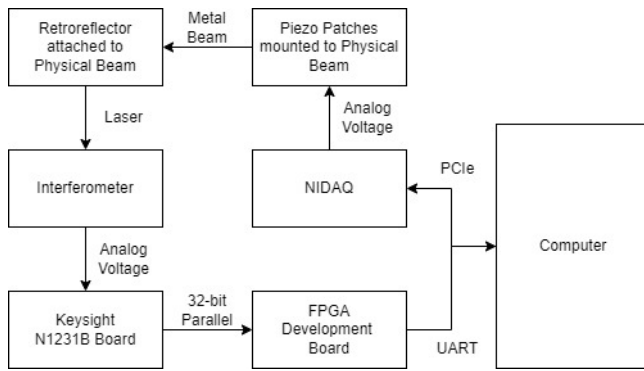 Retroreflector
attached to
Physical Beam
Metal
Beam
Piezo Patches
mounted to Physical
Beam
Laser
Analog
Voltage
Interferometer
NIDAQ
PCIe
Computer
Analog
Voltage
Keysight
N1231B Board
32-bit
Parallel
FPGA
Development
Board
UART